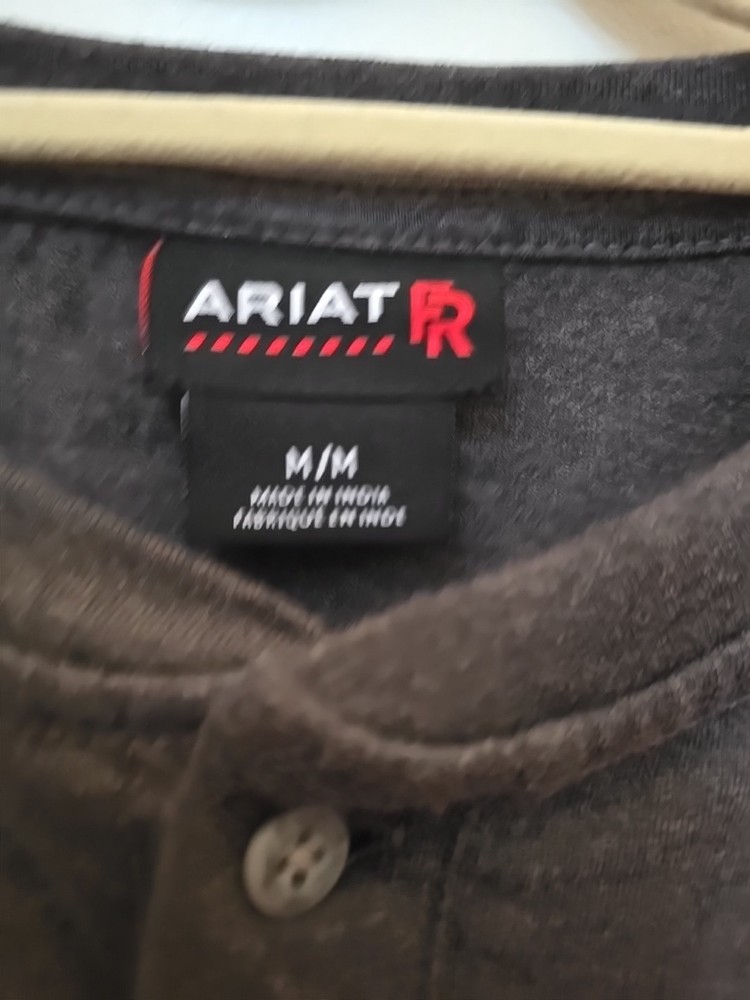 ARIAT FR
M/M
MADE IN INDIA
FABRIQUÉ EN INDE